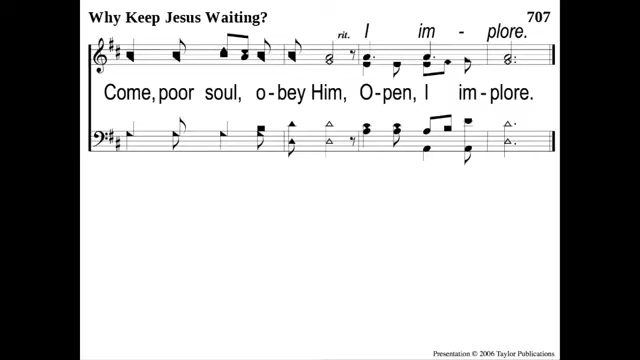 Why Keep Jesus Waiting? 707
rit. I im - plore.
Come, poor soul, o-bey Him, O-pen, I im-plore.
Presentation © 2006 Taylor Publications